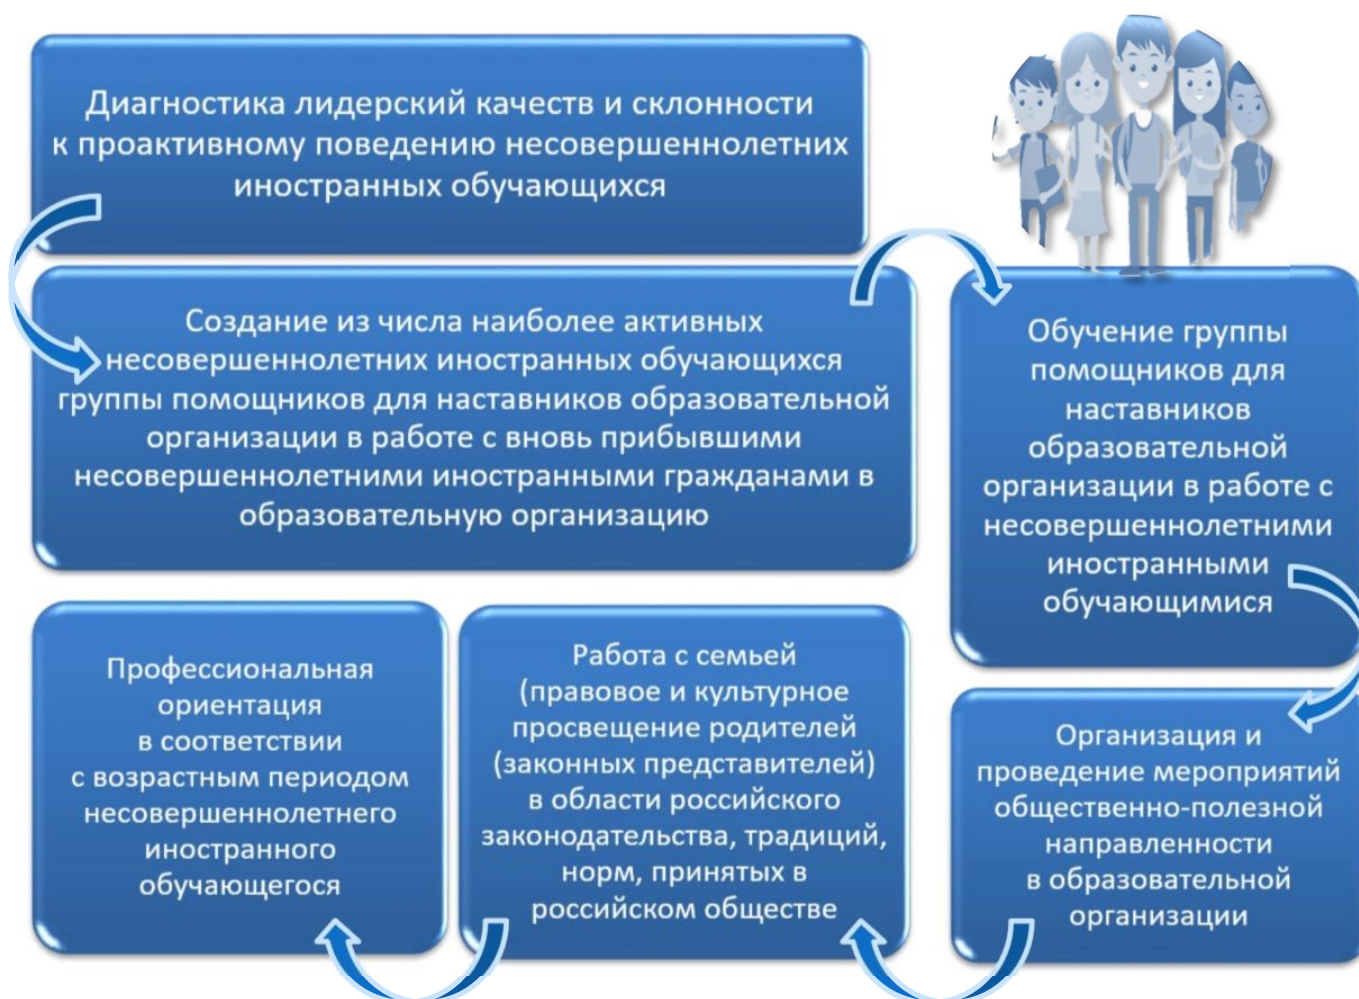 Диагностика лидерский качеств и склонности
к проактивному поведению несовершеннолетних
иностранных обучающихся
Создание из числа наиболее активных
несовершеннолетних иностранных обучающихся
группы помощников для наставников образовательной
организации в работе с вновь прибывшими
несовершеннолетними иностранными гражданами в
образовательную организацию
Обучение группы
помощников для
наставников
образовательной
организации в работе с
несовершеннолетними
иностранными
обучающимися
Организация и
проведение мероприятий
общественно-полезной
направленности
в образовательной
организации
Работа с семьей
(правовое и культурное
просвещение родителей
(законных представителей)
в области российского
законодательства, традиций,
норм, принятых в
российском обществе
Профессиональная
ориентация
в соответствии
с возрастным периодом
несовершеннолетнего
иностранного
обучающегося